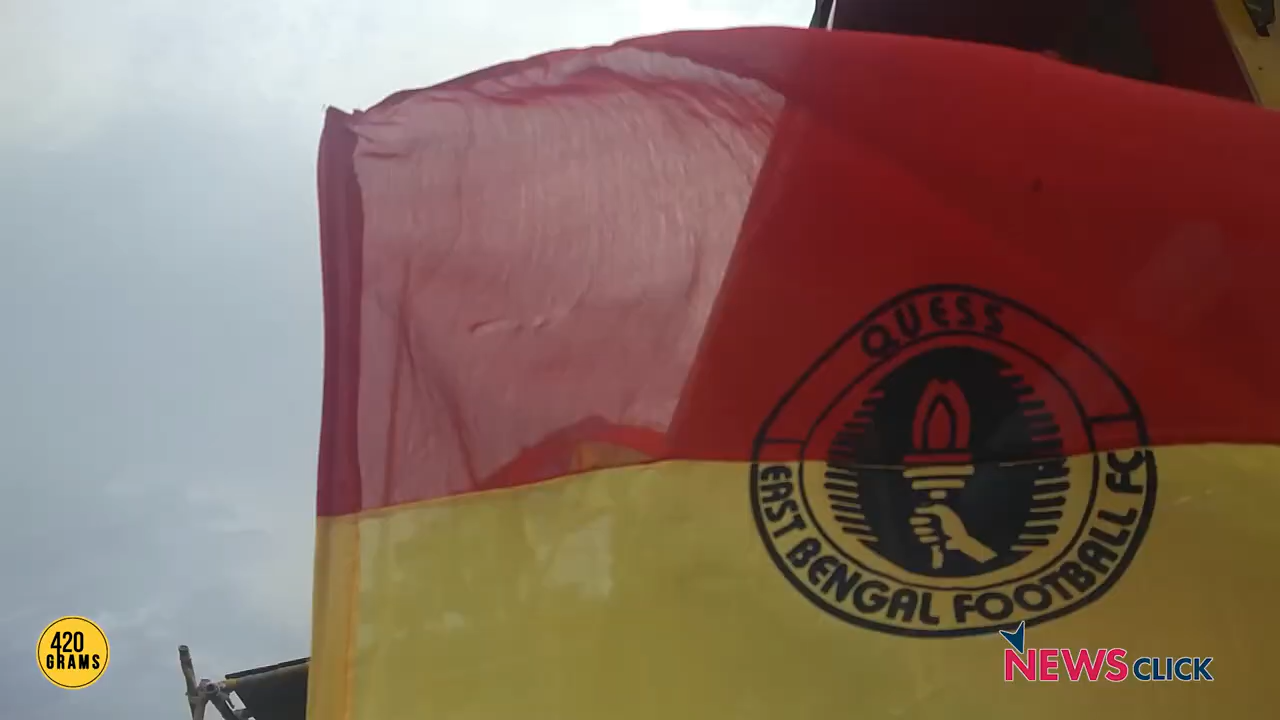 QUESS
EAST BENGAL FOOTBALL FC
420
GRAMS
NEWSCLICK